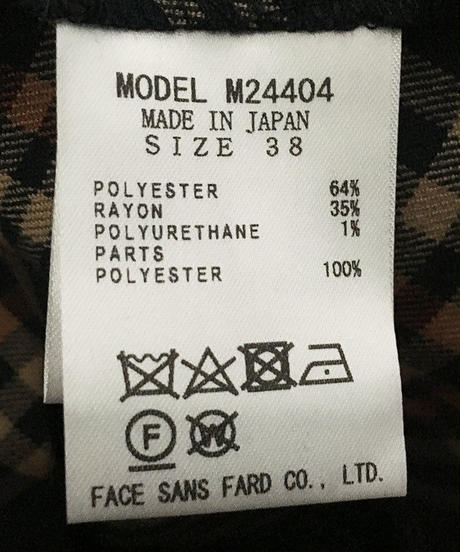 MODEL M24404
MADE IN JAPAN
SIZE 38
POLYESTER 64%
RAYON 35%
POLYURETHANE 1%
PARTS
POLYESTER 100%
F W
FACE SANS FARD CO., LTD.